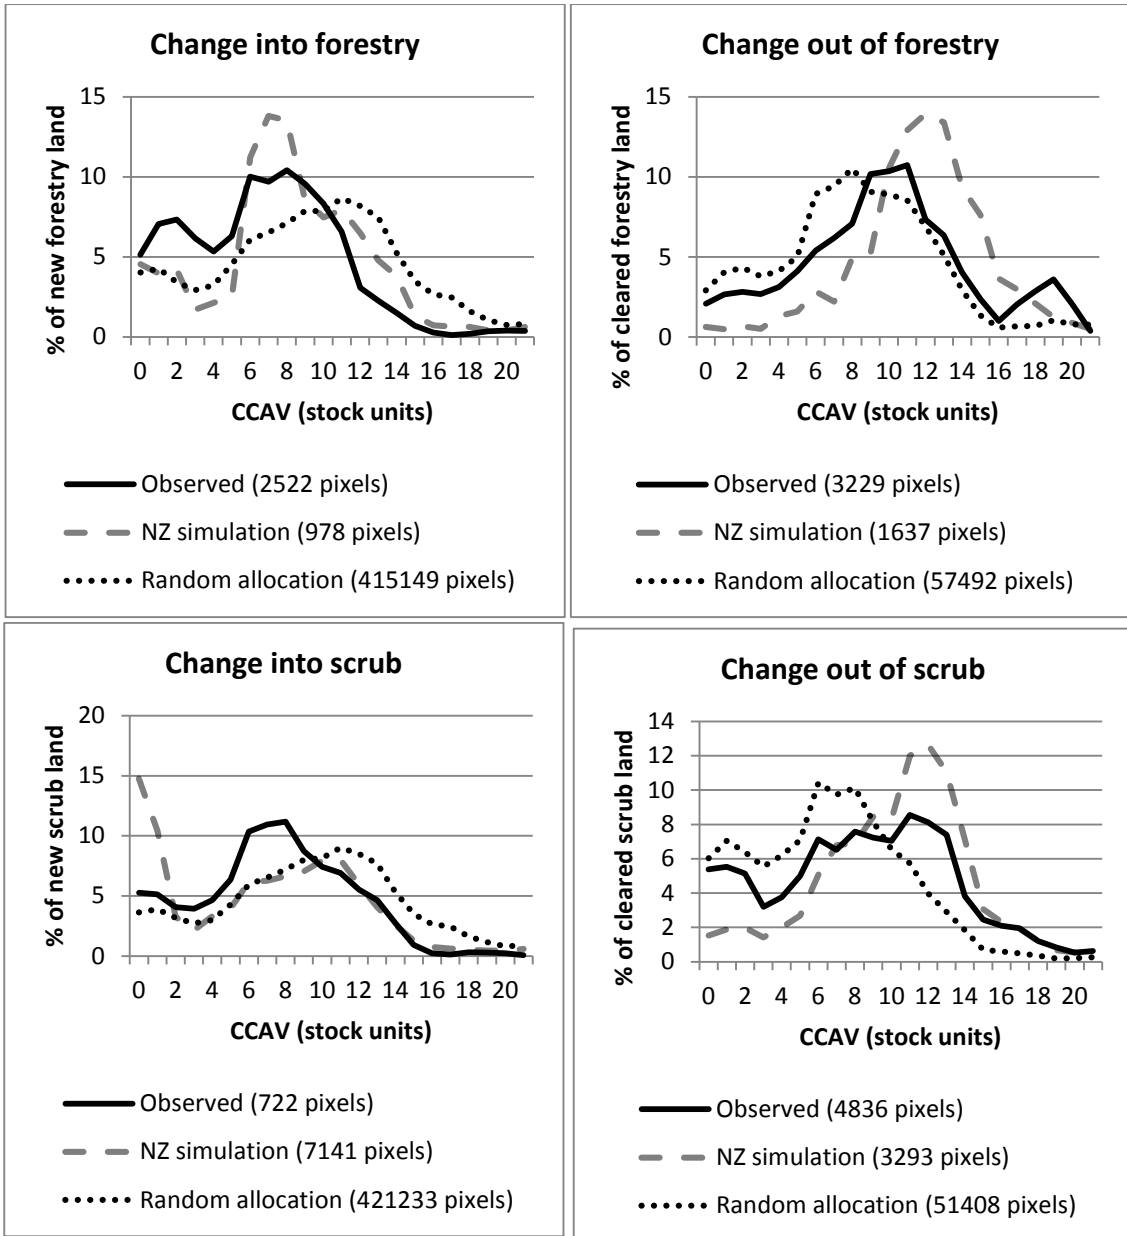 Change into forestry
% of new forestry land
15
10
5
0
0 2 4 6 8 10 12 14 16 18 20
CCAV (stock units)
Observed (2522 pixels)
NZ simulation (978 pixels)
Random allocation (415149 pixels)
Change out of forestry
% of cleared forestry land
15
10
5
0
0 2 4 6 8 10 12 14 16 18 20
CCAV (stock units)
Observed (3229 pixels)
NZ simulation (1637 pixels)
Random allocation (57492 pixels)
Change into scrub
% of new scrub land
20
15
10
5
0
0 2 4 6 8 10 12 14 16 18 20
CCAV (stock units)
Observed (722 pixels)
NZ simulation (7141 pixels)
Random allocation (421233 pixels)
Change out of scrub
% of cleared scrub land
14
12
10
8
6
4
2
0
0 2 4 6 8 10 12 14 16 18 20
CCAV (stock units)
Observed (4836 pixels)
NZ simulation (3293 pixels)
Random allocation (51408 pixels)